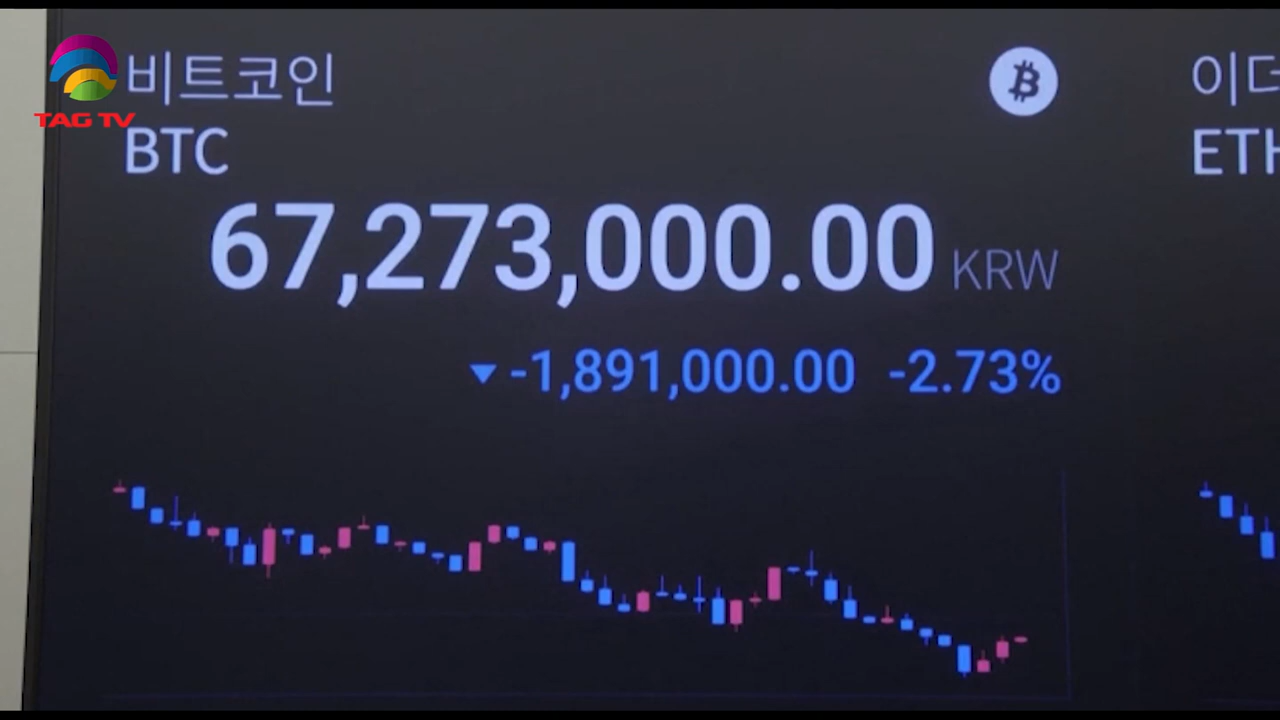 TAG TV
비트코인
BTC
67,273,000.00 KRW
▼ -1,891,000.00 -2.73%
이더
ETH